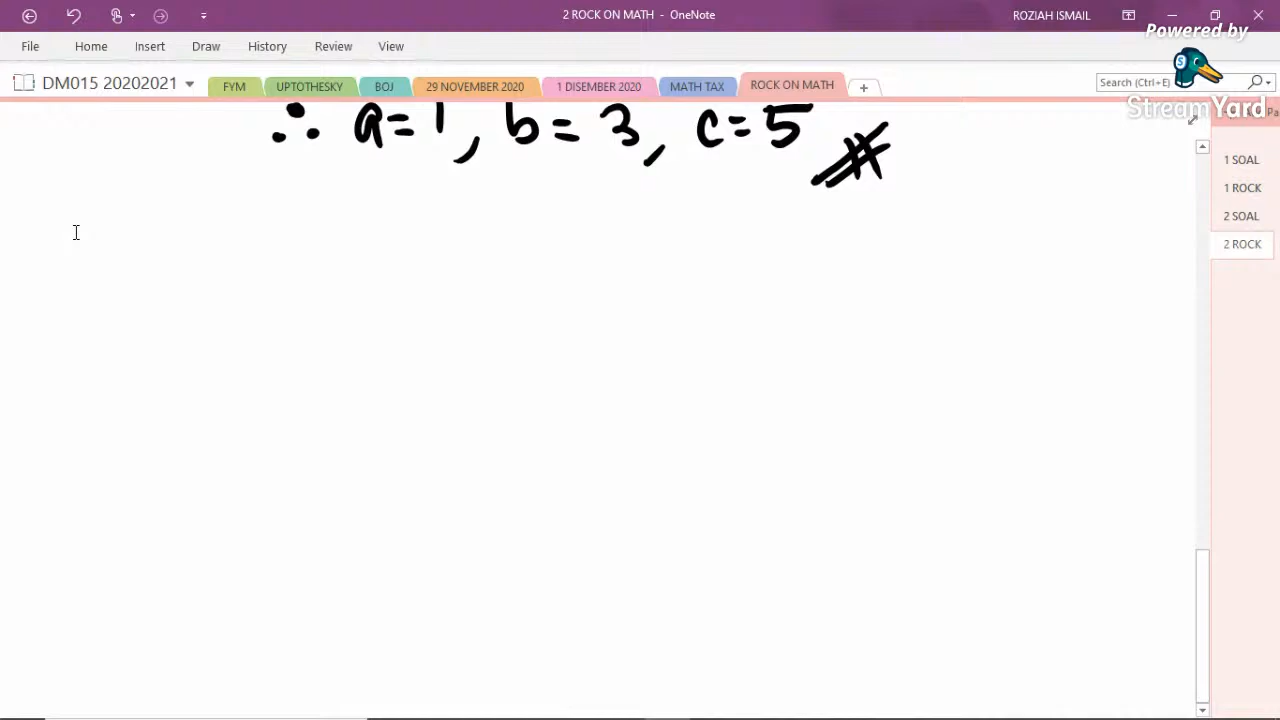 2 ROCK ON MATH - OneNote
ROZIAH ISMAIL
Powered by
File Home Insert Draw History Review View
DM015 20202021 FYM UPTOTHESKY BOJ 29 NOVEMBER 2020 1 DISEMBER 2020 MATH TAX ROCK ON MATH + Search (Ctrl+E)
StreamYard
∴ a=1, b=3, c=5
1 SOAL
1 ROCK
2 SOAL
2 ROCK